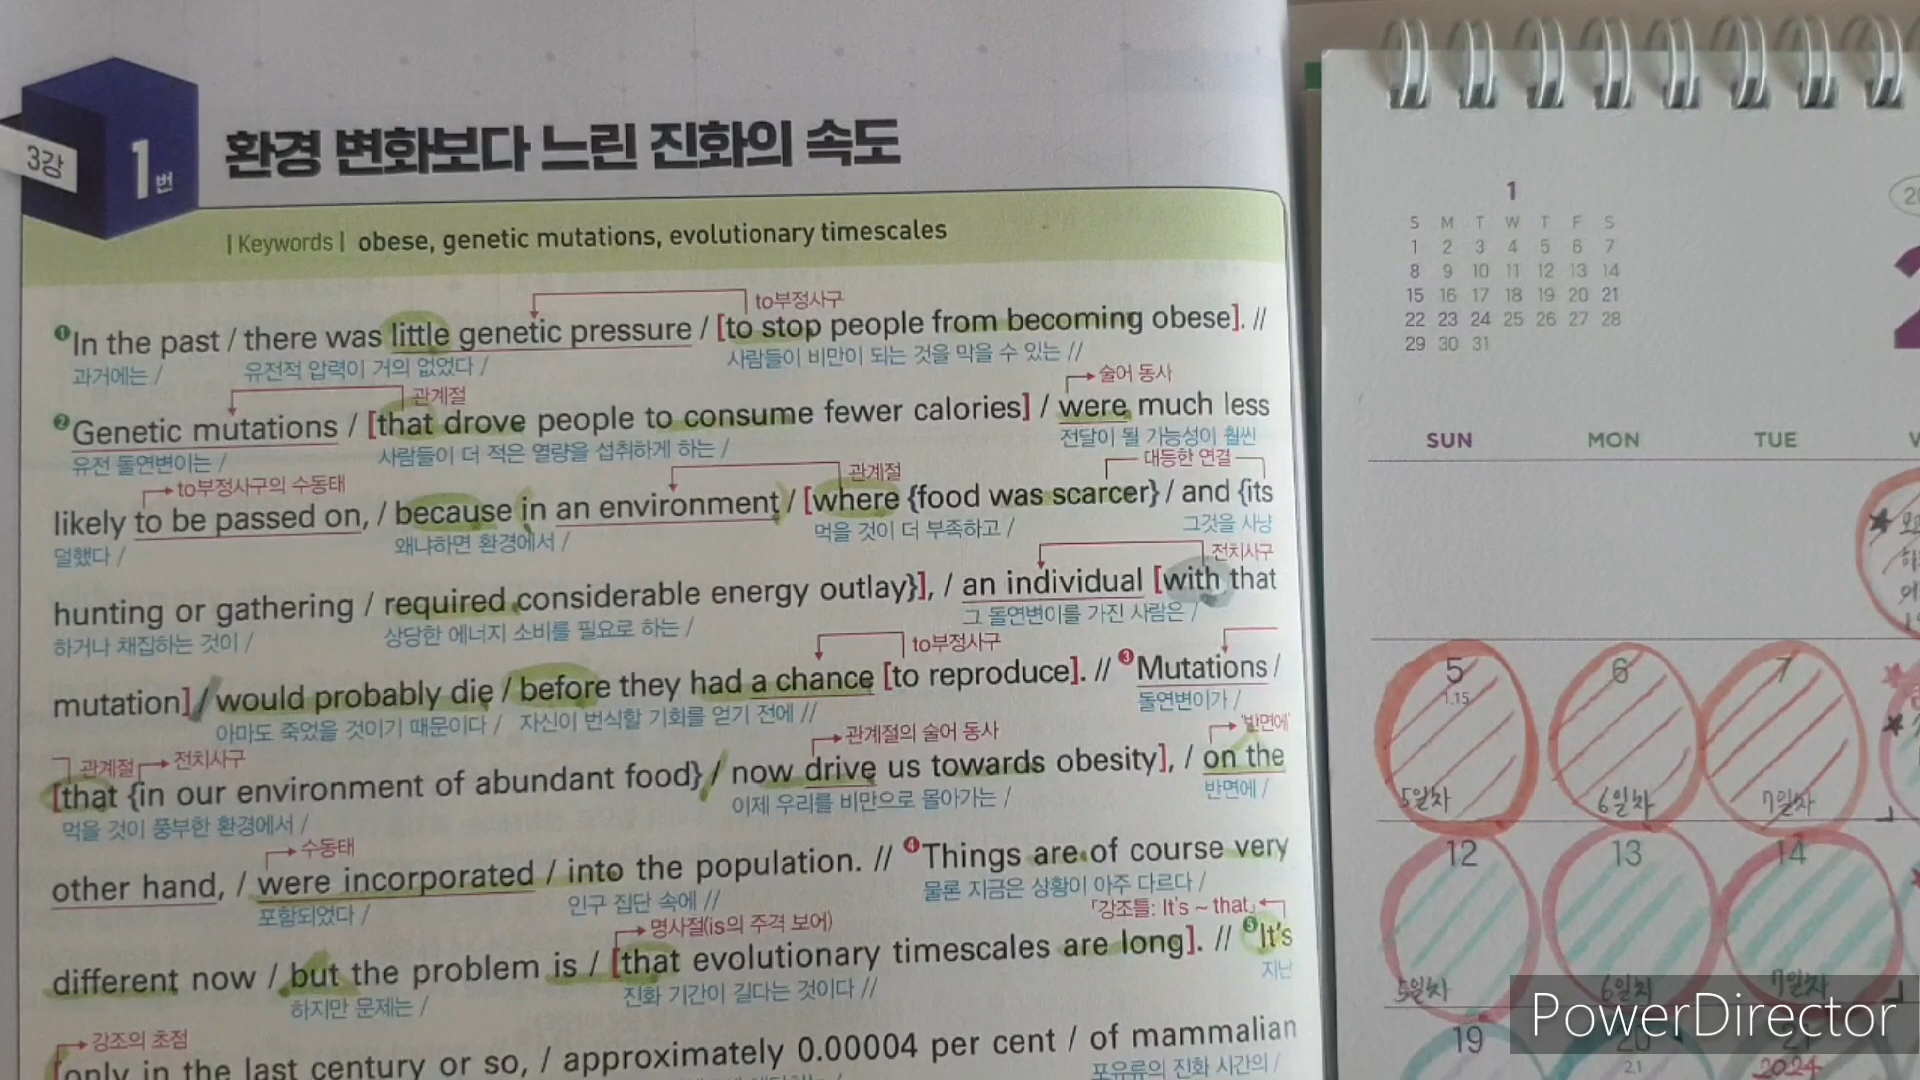 3강
1번
환경 변화보다 느린 진화의 속도
| Keywords | obese, genetic mutations, evolutionary timescales
to부정사구
❶In the past / there was little genetic pressure / [to stop people from becoming obese]. //
과거에는 / 유전적 압력이 거의 없었다 / 사람들이 비만이 되는 것을 막을 수 있는 //
관계절 술어 동사
❷Genetic mutations / [that drove people to consume fewer calories] / were much less
유전 돌연변이는 / 사람들이 더 적은 열량을 섭취하게 하는 / 전달이 될 가능성이 훨씬
to부정사구의 수동태 관계절 대등한 연결
likely to be passed on, / because in an environment / [where {food was scarcer} / and {its
덜했다 / 왜냐하면 환경에서 / 먹을 것이 더 부족하고 / 그것을 사냥
전치사구
hunting or gathering / required considerable energy outlay}], / an individual [with that
하거나 채집하는 것이 / 상당한 에너지 소비를 필요로 하는 / 그 돌연변이를 가진 사람은 /
to부정사구
mutation] / would probably die / before they had a chance [to reproduce]. // ❸Mutations /
아마도 죽었을 것이기 때문이다 / 자신이 번식할 기회를 얻기 전에 // 돌연변이가 /
관계절 전치사구 관계절의 술어 동사 '반면에'
[that {in our environment of abundant food} / now drive us towards obesity], / on the
먹을 것이 풍부한 환경에서 / 이제 우리를 비만으로 몰아가는 / 반면에 /
수동태
other hand, / were incorporated / into the population. // ❹Things are of course very
포함되었다 / 인구 집단 속에 // 물론 지금은 상황이 아주 다르다 /
명사절(is의 주격 보어) 「강조틀: It's ~ that」
different now / but the problem is / [that evolutionary timescales are long]. // ❺It's
하지만 문제는 / 진화 기간이 길다는 것이다 // 지난
강조의 초점
[only in the last century or so, / approximately 0.00004 per cent / of mammalian
포유류의 진화 시간의 /
1
S M T W T F S
1 2 3 4 5 6 7
8 9 10 11 12 13 14
15 16 17 18 19 20 21
22 23 24 25 26 27 28
29 30 31
SUN MON TUE
5 6 7
1.15
5일차 6일차 7일차
12 13 14
5일차 6일차 7일차
19 20 21
2.1 2024
PowerDirector